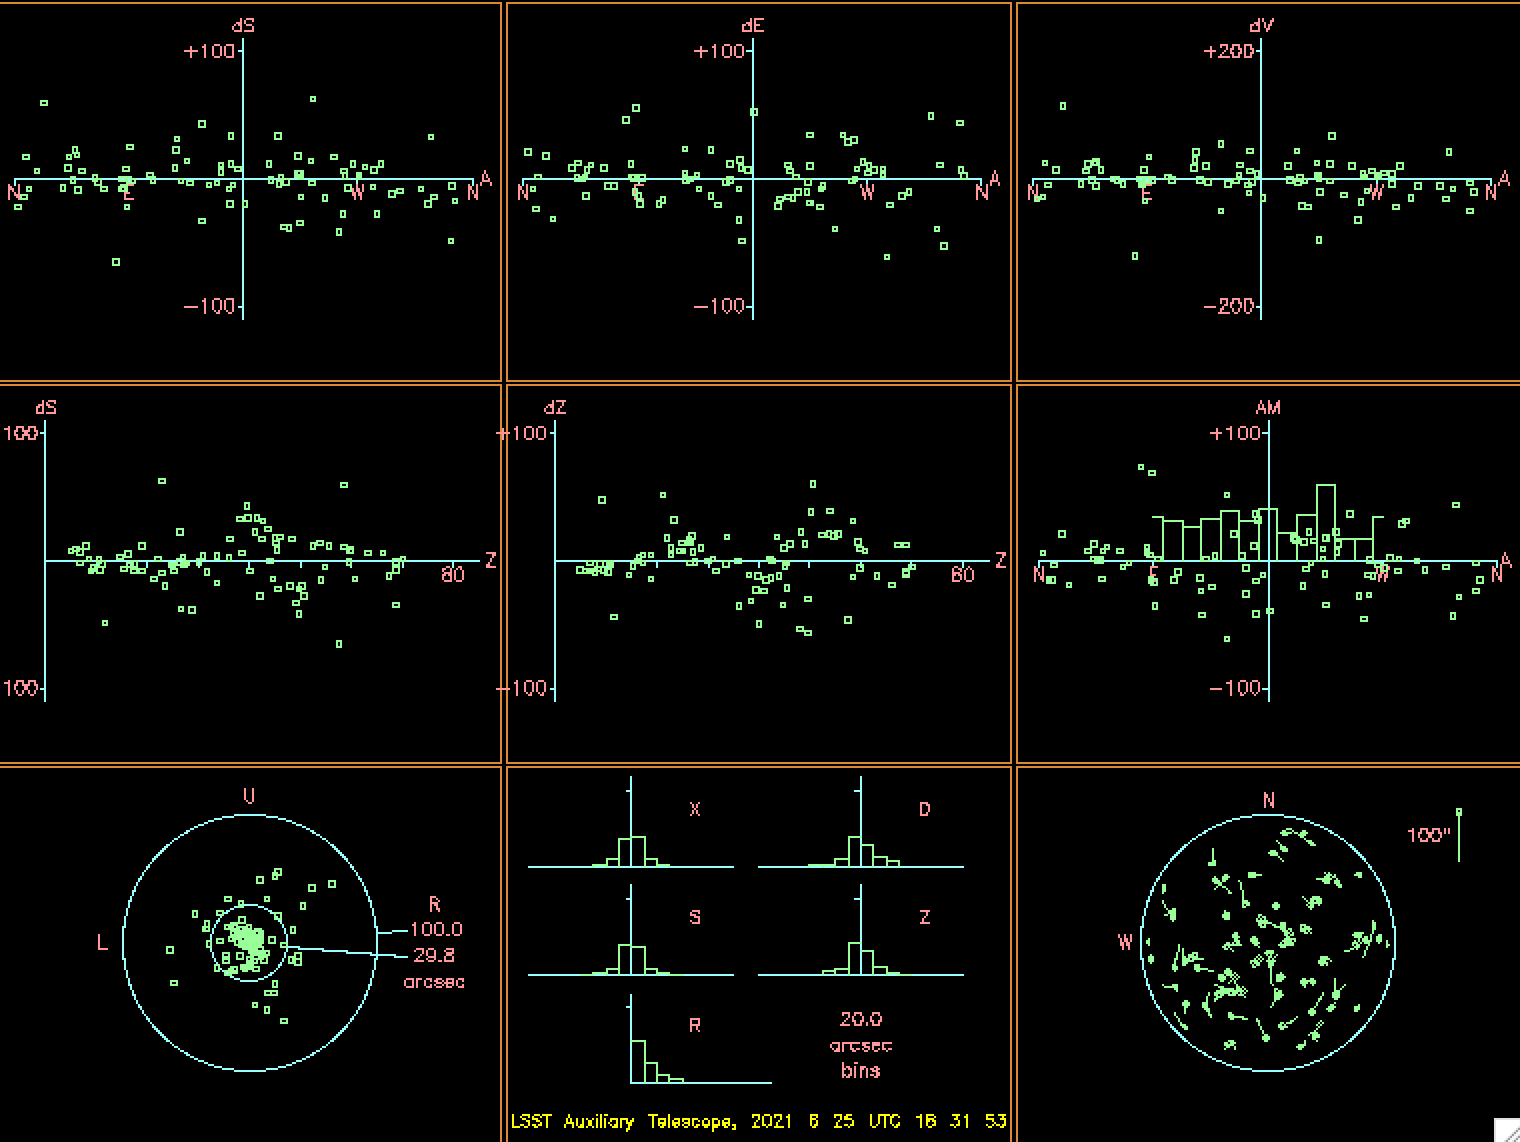 dS
+100
N E W N A
−100
dE
+100
N E W N A
−100
dV
+200
N E W N A
−200
dS
100
Z
80
100
dZ
+100
Z
+100
AM
+100
N E W N A
−100
U
L
R
100.0
29.8
arcsec
X
D
S
Z
R
20.0
arcsec
bins
N
100"
W
LSST Auxiliary Telescope, 2021 6 25 UTC 16 31 53